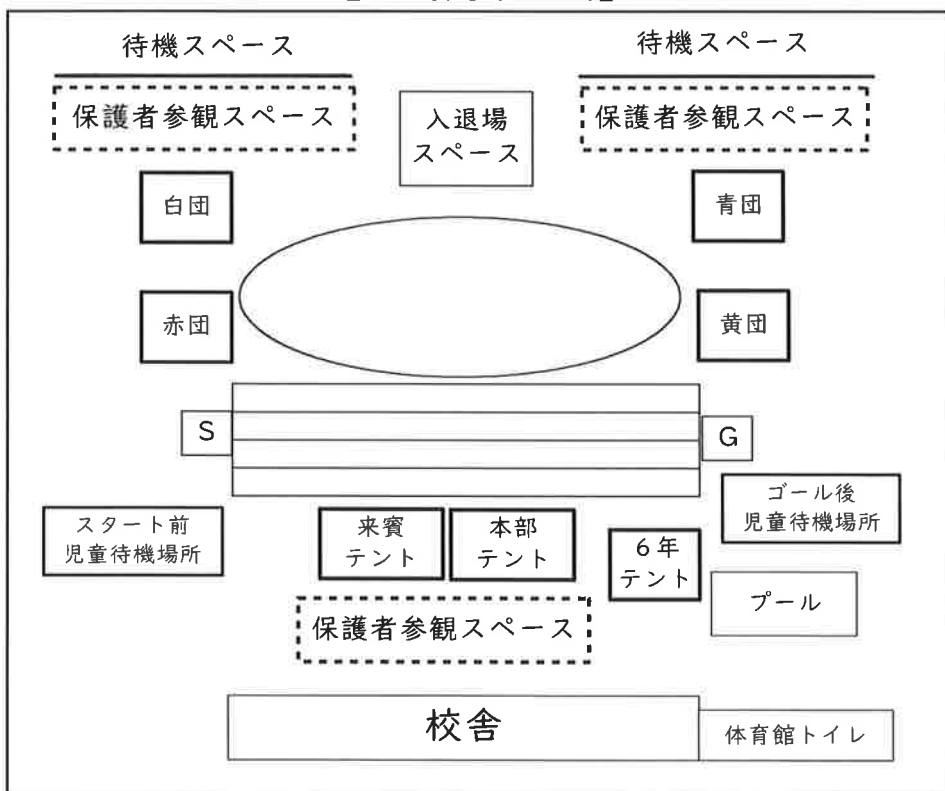 待機スペース
待機スペース
保護者参観スペース
入退場
スペース
保護者参観スペース
白団
青団
赤団
黄団
S
G
スタート前
児童待機場所
来賓
テント
本部
テント
6年
テント
ゴール後
児童待機場所
プール
保護者参観スペース
校舎
体育館トイレ